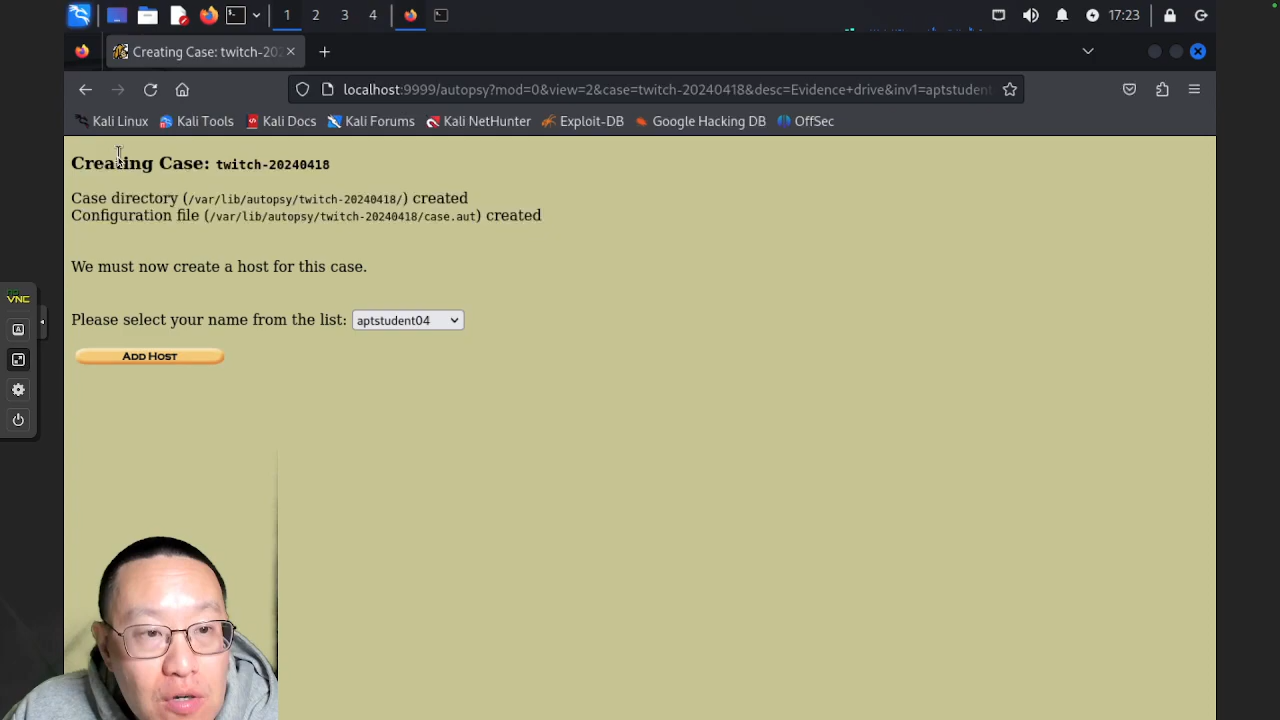 1
2
3
4
17:23
Creating Case: twitch-202
localhost:9999/autopsy?mod=0&view=2&case=twitch-20240418&desc=Evidence+drive&inv1=aptstudent
Kali Linux
Kali Tools
Kali Docs
Kali Forums
Kali NetHunter
Exploit-DB
Google Hacking DB
OffSec
Creating Case: twitch-20240418
Case directory (/var/lib/autopsy/twitch-20240418/) created
Configuration file (/var/lib/autopsy/twitch-20240418/case.aut) created
We must now create a host for this case.
Please select your name from the list: aptstudent04
ADD HOST
no
VNC
A